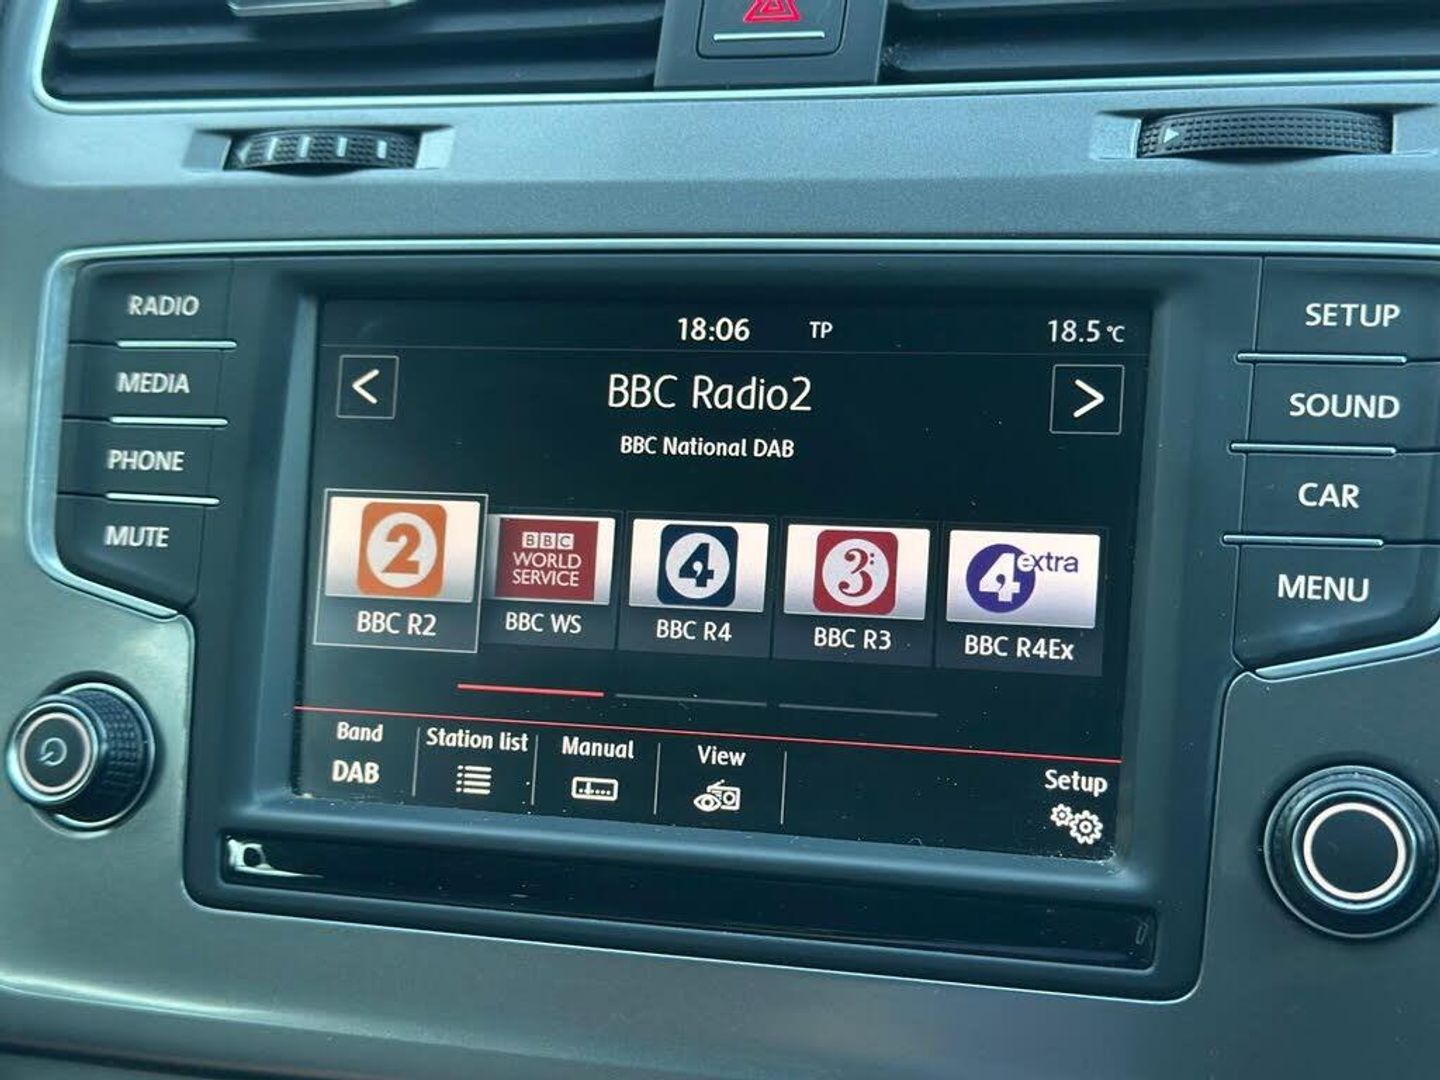 RADIO
MEDIA
PHONE
MUTE
18:06 TP 18.5 °C
< BBC Radio2 >
BBC National DAB
2
BBC
WORLD
SERVICE
4
3:
4 extra
BBC R2 BBC WS BBC R4 BBC R3 BBC R4Ex
Band Station list Manual View Setup
DAB
SETUP
SOUND
CAR
MENU